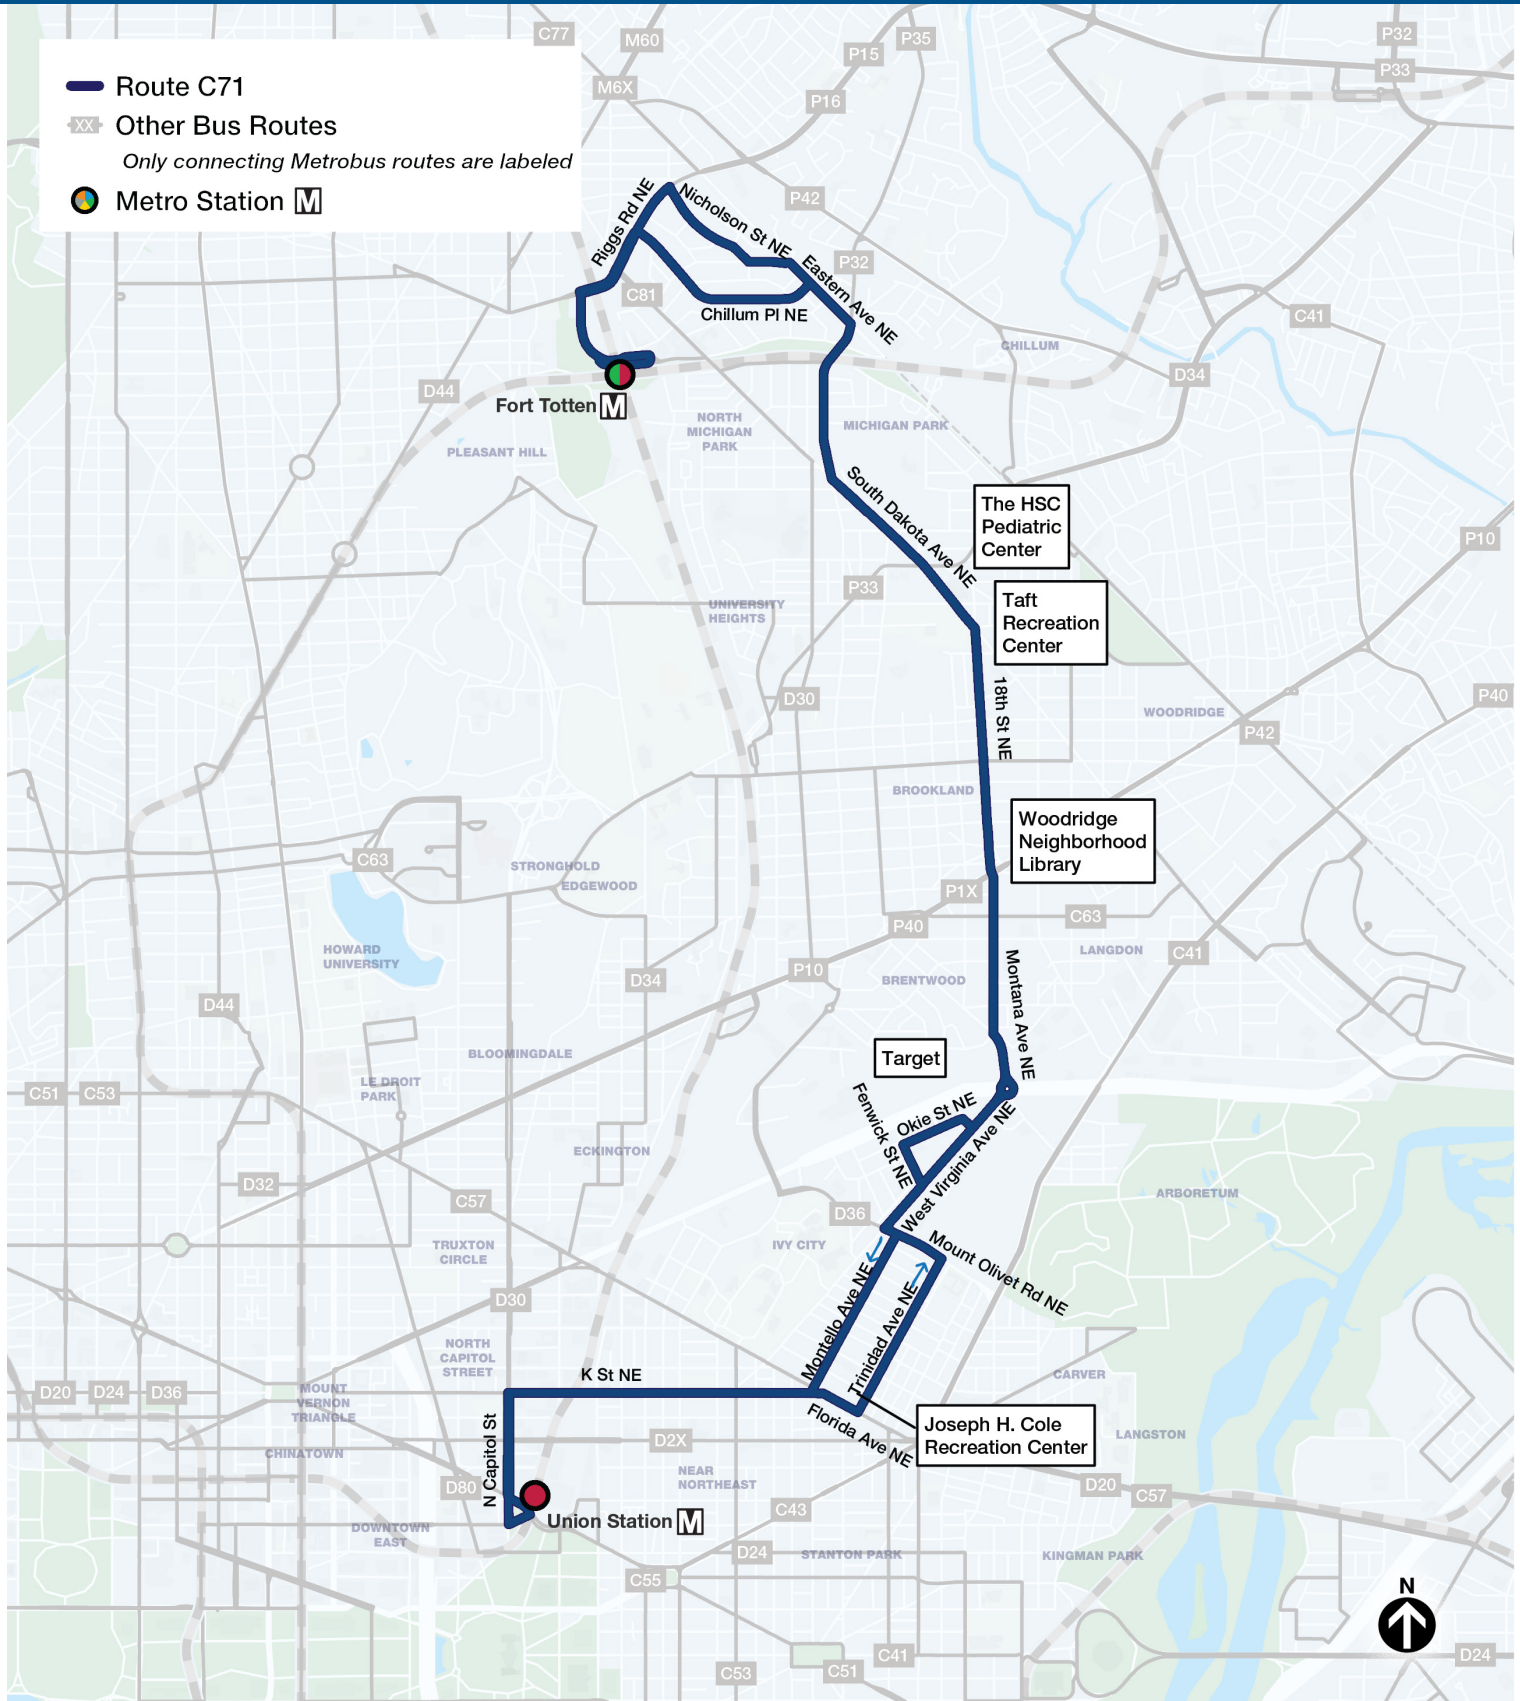 Route C71
XX Other Bus Routes
Only connecting Metrobus routes are labeled
Metro Station M
C77
M60
P35
P32
P15
P33
M6X
P16
P42
Riggs Rd NE
Nicholson St NE
P32
Eastern Ave NE
C81
Chillum Pl NE
C41
CHILLUM
D34
D44
Fort Totten M
NORTH
MICHIGAN
PARK
MICHIGAN PARK
PLEASANT HILL
South Dakota Ave NE
The HSC
Pediatric
Center
P10
P33
UNIVERSITY
HEIGHTS
Taft
Recreation
Center
D30
18th St NE
WOODRIDGE
P40
P42
BROOKLAND
Woodridge
Neighborhood
Library
C63
STRONGHOLD
EDGEWOOD
P1X
C63
P40
HOWARD
UNIVERSITY
LANGDON
C41
P10
D34
BRENTWOOD
Montana Ave NE
D44
BLOOMINGDALE
Target
LE DROIT
PARK
C51
C53
Fenwick St NE
Okie St NE
West Virginia Ave NE
ECKINGTON
D32
C57
ARBORETUM
D36
TRUXTON
CIRCLE
IVY CITY
Mount Olivet Rd NE
D30
Montello Ave NE
Trinidad Ave NE
NORTH
CAPITOL
STREET
K St NE
CARVER
D20
D24
D36
MOUNT
VERNON
TRIANGLE
Florida Ave NE
Joseph H. Cole
Recreation Center
LANGSTON
N Capitol St
D2X
CHINATOWN
NEAR
NORTHEAST
D80
D20
C57
C43
Union Station M
DOWNTOWN
EAST
D24
STANTON PARK
KINGMAN PARK
C55
N
C41
D24
C53
C51